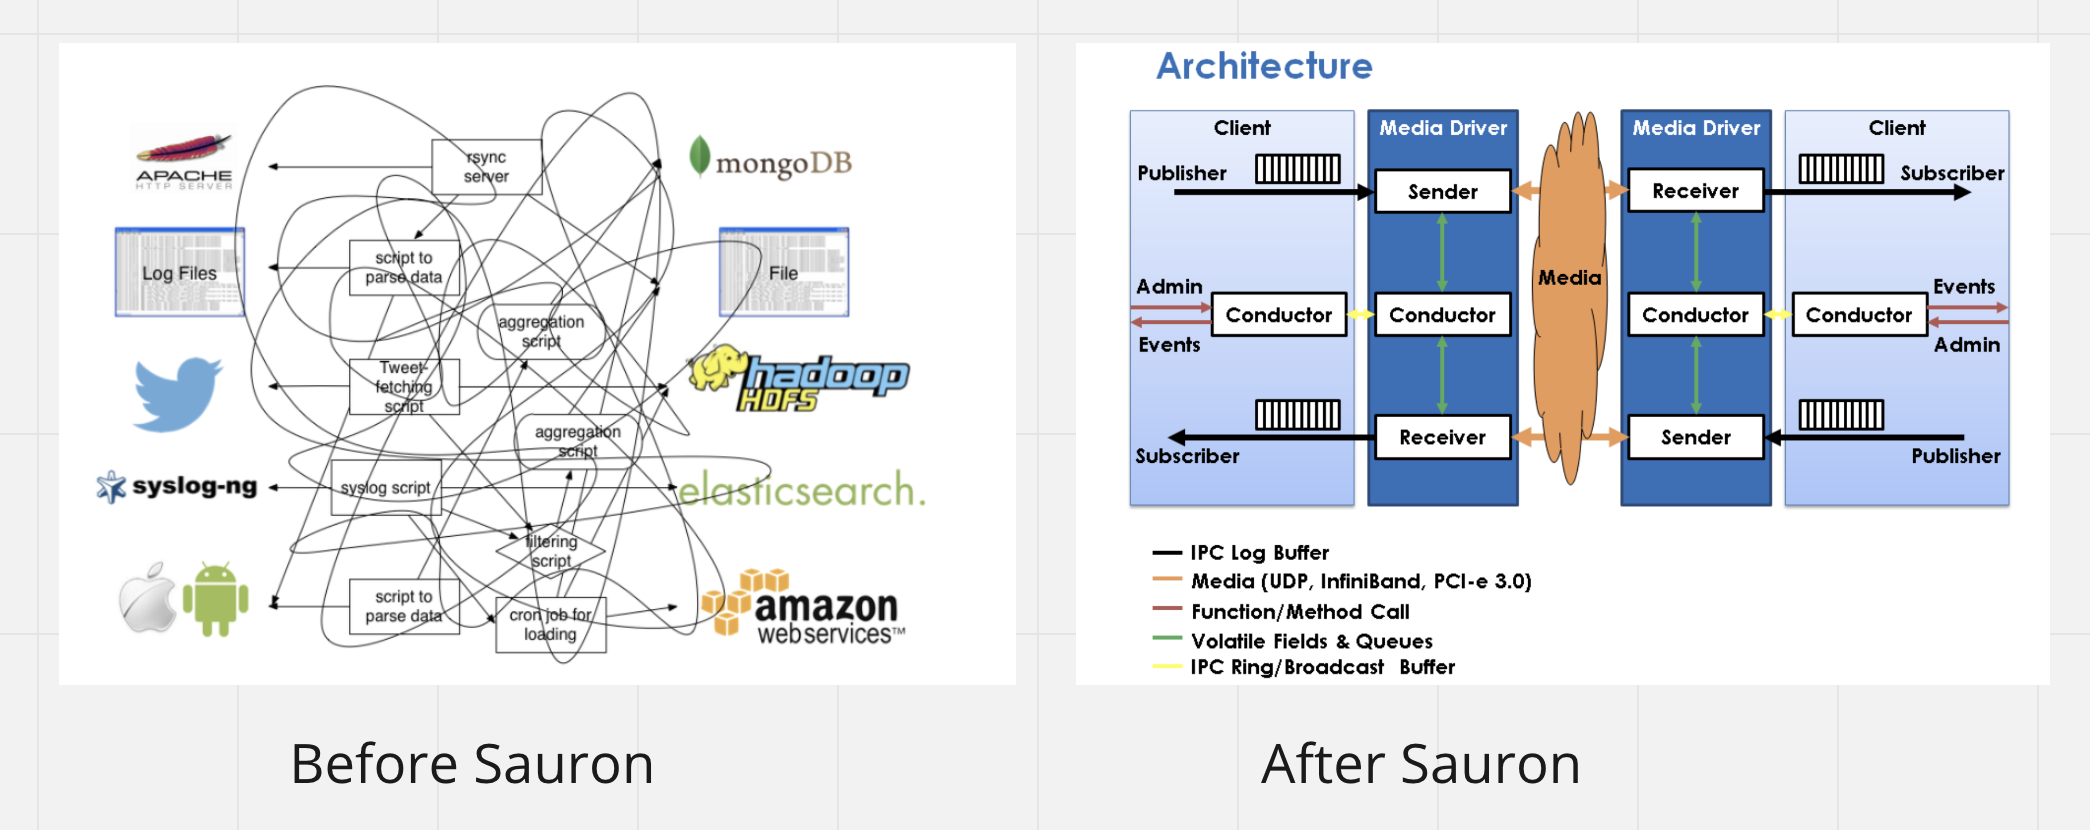 APACHE
HTTP SERVER
rsync
server
mongoDB
Log Files
script to
parse data
File
aggregation
script
Tweet-
fetching
script
hadoop
HDFS
aggregation
script
syslog-ng
syslog script
elasticsearch.
filtering
script
script to
parse data
cron job for
loading
amazon
webservices™
Before Sauron
Architecture
Client
Media Driver
Media Driver
Client
Publisher
Sender
Receiver
Subscriber
Media
Admin
Events
Conductor
Conductor
Conductor
Conductor
Events
Admin
Subscriber
Receiver
Sender
Publisher
IPC Log Buffer
Media (UDP, InfiniBand, PCI-e 3.0)
Function/Method Call
Volatile Fields & Queues
IPC Ring/Broadcast Buffer
After Sauron